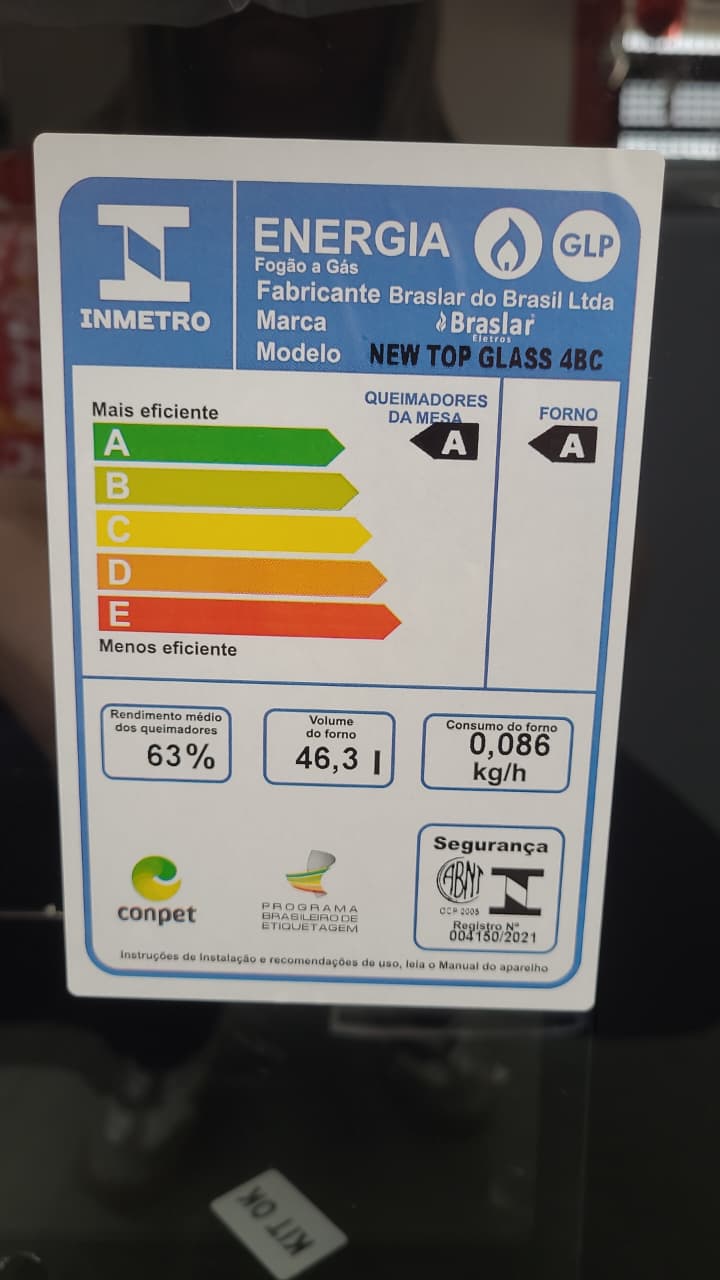 INMETRO
ENERGIA
GLP
Fogão a Gás
Fabricante Braslar do Brasil Ltda
Marca Braslar
Eletros
Modelo NEW TOP GLASS 4BC
Mais eficiente
QUEIMADORES
DA MESA
FORNO
A
A
A
B
C
D
E
Menos eficiente
Rendimento médio
dos queimadores
63%
Volume
do forno
46,3 l
Consumo do forno
0,086
kg/h
conpet
PROGRAMA
BRASILEIRO DE
ETIQUETAGEM
Segurança
ABNT
OCP 2005
Registro Nº
004150/2021
Instruções de Instalação e recomendações de uso, leia o Manual do aparelho
KIT OK